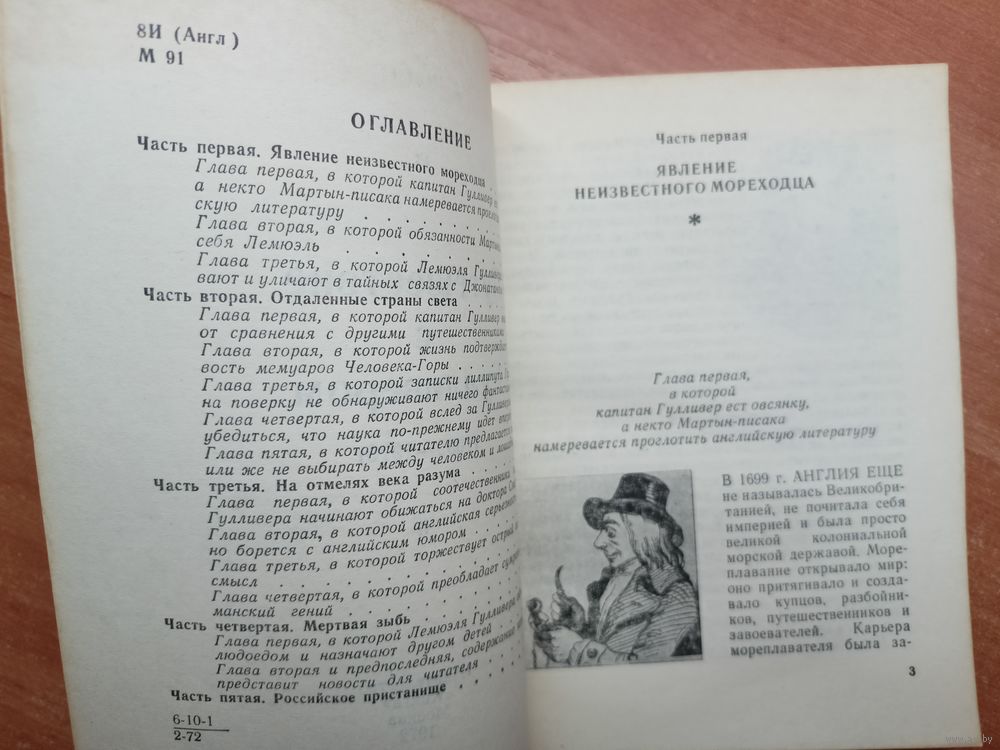 8И (Англ)
М 91
ОГЛАВЛЕНИЕ
Часть первая. Явление неизвестного мореходца
Глава первая, в которой капитан Гулливер
а некто Мартын-писака намеревается
скую литературу
Глава вторая, в которой обязанности
себя Лемюэль
Глава третья, в которой Лемюэля
вают и уличают в тайных связях с
Часть вторая. Отдаленные страны света
Глава первая, в которой капитан Гулливер
от сравнения с другими путешественниками
Глава вторая, в которой жизнь
вость мемуаров Человека-Горы
Глава третья, в которой записки лиллипута
на поверку не обнаруживают ничего
Глава четвертая, в которой вслед за
убедиться, что наука по-прежнему идет
Глава пятая, в которой читателю предлагается
или же не выбирать между человеком и
Часть третья. На отмелях века разума
Глава первая, в которой соотечественники
Гулливера начинают обижаться на доктора
Глава вторая, в которой английская
но борется с английским юмором
Глава третья, в которой торжествует
смысл
Глава четвертая, в которой преобладает
манский гений
Часть четвертая. Мертвая зыбь
Глава первая, в которой Лемюэля Гулливера
людоедом и назначают другом детей
Глава вторая и предпоследняя, содержание
представит новости для читателя
Часть пятая. Российское пристанище
6-10-1
2-72
Часть первая
ЯВЛЕНИЕ
НЕИЗВЕСТНОГО МОРЕХОДЦА
*
Глава первая,
в которой
капитан Гулливер ест овсянку,
а некто Мартын-писака
намеревается проглотить английскую литературу
В 1699 г. АНГЛИЯ ЕЩЕ
не называлась Великобри-
танией, не почитала себя
империей и была просто
великой колониальной
морской державой. Море-
плавание открывало мир:
оно притягивало и созда-
вало купцов, разбойни-
ков, путешественников и
завоевателей. Карьера
мореплавателя была за-
3